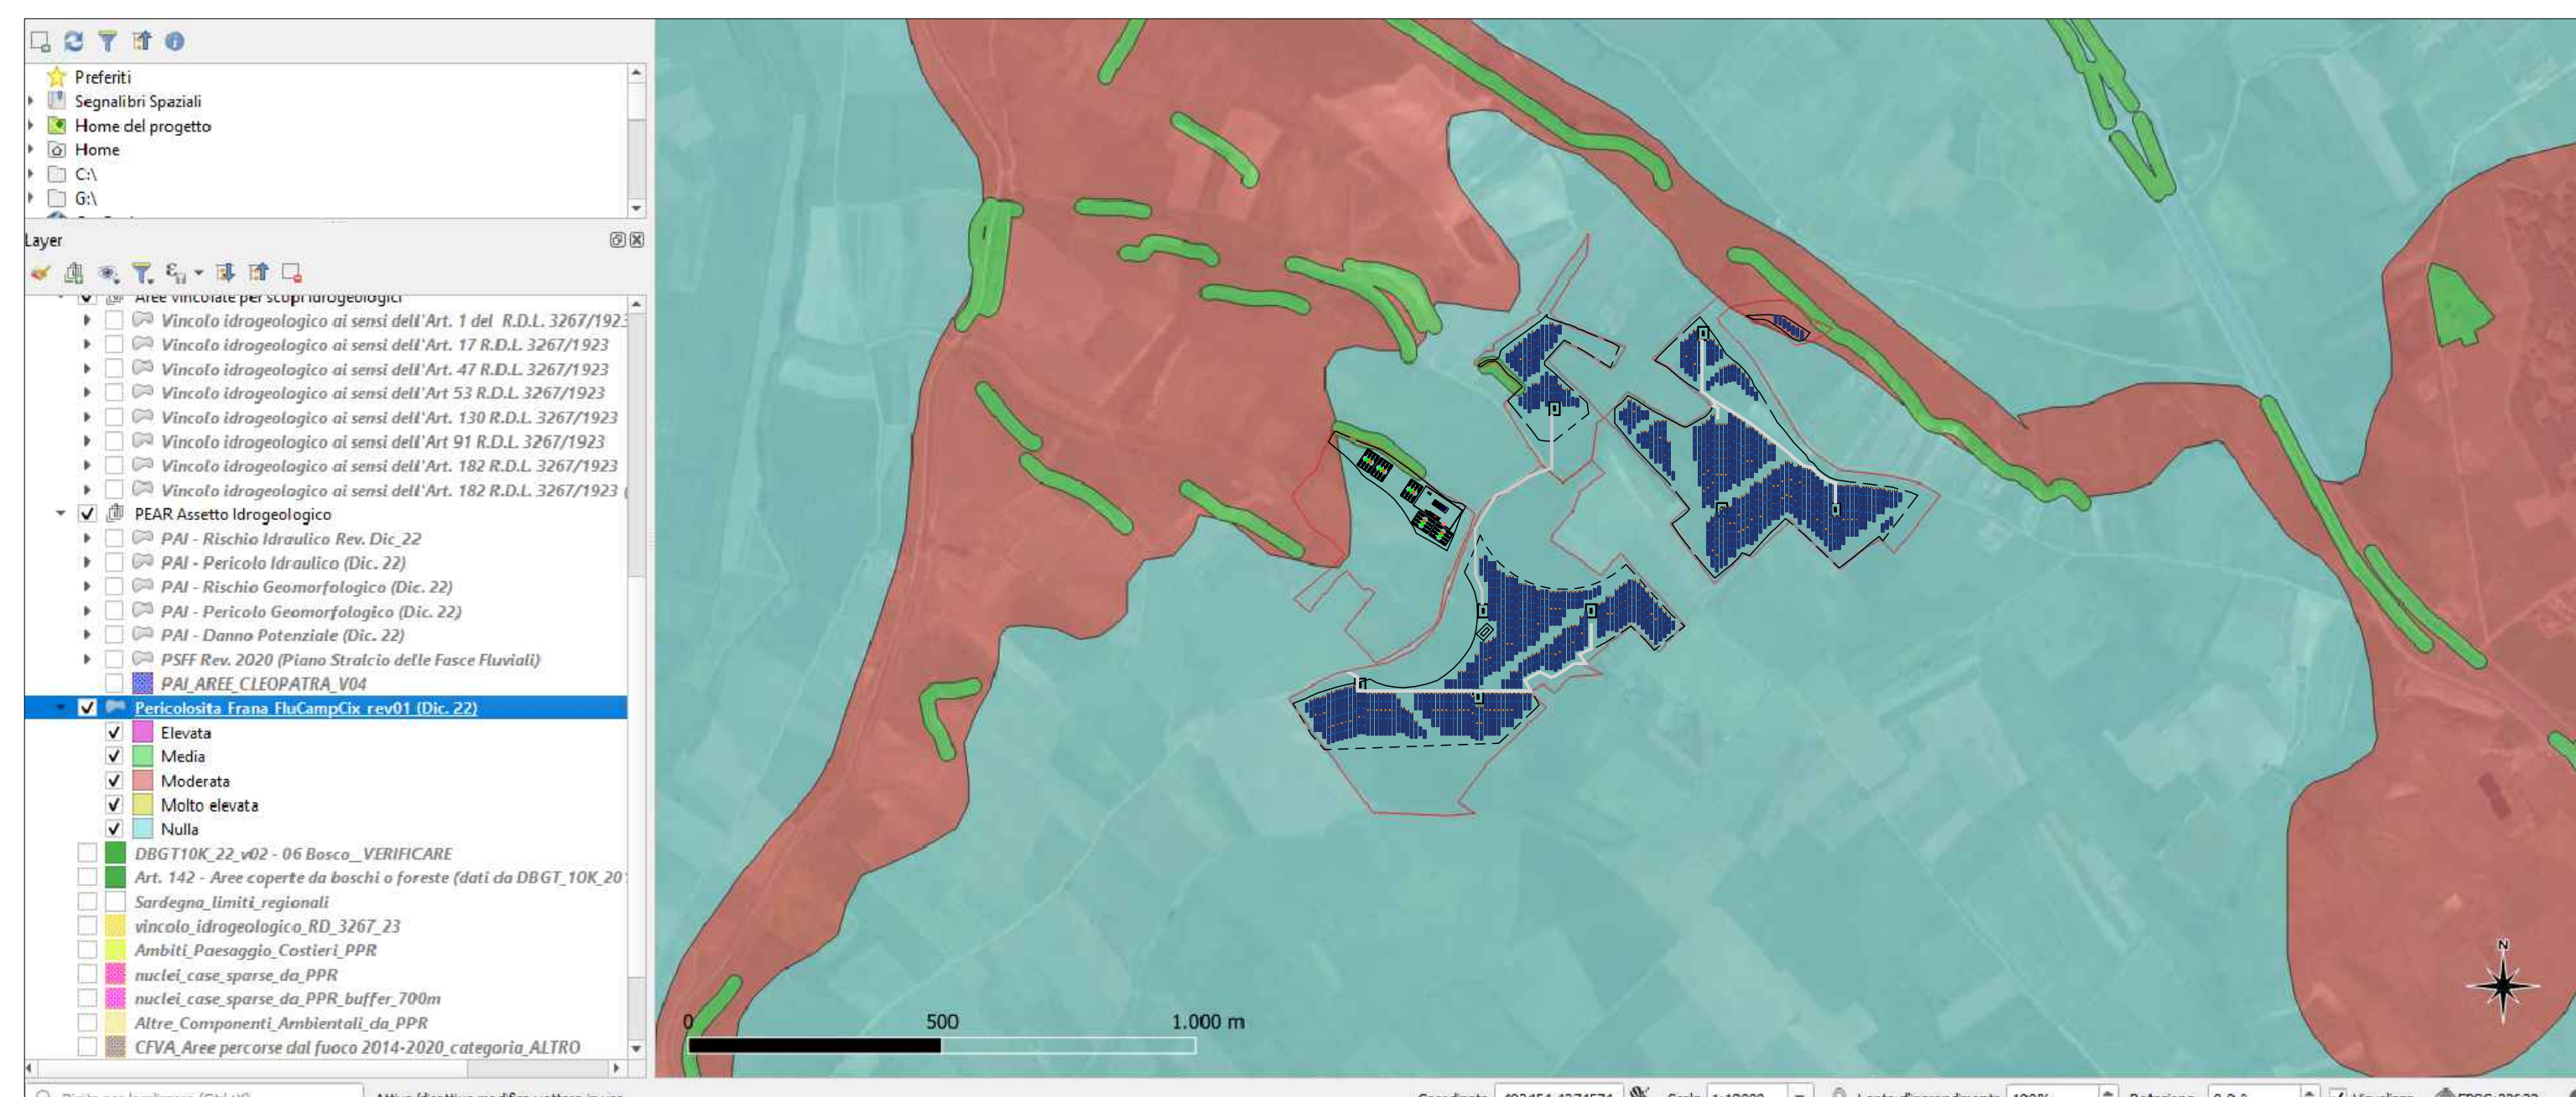 Preferiti
Segnalibri Spaziali
Home del progetto
Home
C:\
G:\
Layer
Aree vincolate per scopi idrogeologici
Vincolo idrogeologico ai sensi dell'Art. 1 del R.D.L. 3267/1923
Vincolo idrogeologico ai sensi dell'Art. 17 R.D.L. 3267/1923
Vincolo idrogeologico ai sensi dell'Art. 47 R.D.L. 3267/1923
Vincolo idrogeologico ai sensi dell'Art 53 R.D.L. 3267/1923
Vincolo idrogeologico ai sensi dell'Art. 130 R.D.L. 3267/1923
Vincolo idrogeologico ai sensi dell'Art 91 R.D.L. 3267/1923
Vincolo idrogeologico ai sensi dell'Art. 182 R.D.L. 3267/1923
Vincolo idrogeologico ai sensi dell'Art. 182 R.D.L. 3267/1923 (
PEAR Assetto Idrogeologico
PAI - Rischio Idraulico Rev. Dic_22
PAI - Pericolo Idraulico (Dic. 22)
PAI - Rischio Geomorfologico (Dic. 22)
PAI - Pericolo Geomorfologico (Dic. 22)
PAI - Danno Potenziale (Dic. 22)
PSFF Rev. 2020 (Piano Stralcio delle Fasce Fluviali)
PAI_AREE_CLEOPATRA_V04
Pericolosita_Frana_FluCampCix_rev01 (Dic. 22)
Elevata
Media
Moderata
Molto elevata
Nulla
DBGT10K_22_v02 - 06 Bosco__VERIFICARE
Art. 142 - Aree coperte da boschi o foreste (dati da DBGT_10K_20
Sardegna_limiti_regionali
vincolo_idrogeologico_RD_3267_23
Ambiti_Paesaggio_Costieri_PPR
nuclei_case_sparse_da_PPR
nuclei_case_sparse_da_PPR_buffer_700m
Altre_Componenti_Ambientali_da_PPR
CFVA_Aree percorse dal fuoco 2014-2020_categoria_ALTRO
0 500 1.000 m
N